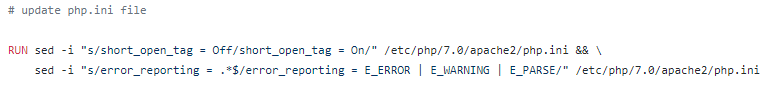 # update php.ini file
RUN sed -i "s/short_open_tag = Off/short_open_tag = On/" /etc/php/7.0/apache2/php.ini && \
sed -i "s/error_reporting = .*$/error_reporting = E_ERROR | E_WARNING | E_PARSE/" /etc/php/7.0/apache2/php.ini